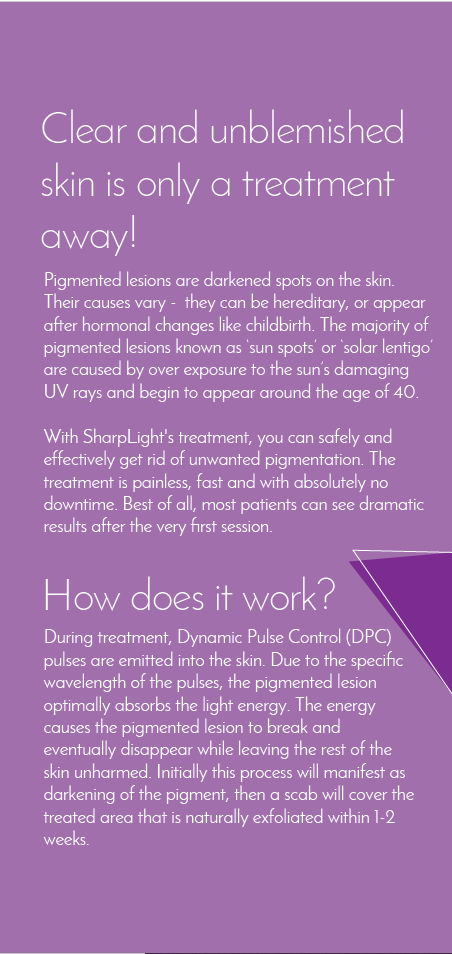 Clear and unblemished
skin is only a treatment
away!
Pigmented lesions are darkened spots on the skin.
Their causes vary -  they can be hereditary, or appear
after hormonal changes like childbirth. The majority of
pigmented lesions known as ‘sun spots’ or ‘solar lentigo’
are caused by over exposure to the sun’s damaging
UV rays and begin to appear around the age of 40.
With SharpLight's treatment, you can safely and
effectively get rid of unwanted pigmentation. The
treatment is painless, fast and with absolutely no
downtime. Best of all, most patients can see dramatic
results after the very first session.
How does it work?
During treatment, Dynamic Pulse Control (DPC)
pulses are emitted into the skin. Due to the specific
wavelength of the pulses, the pigmented lesion
optimally absorbs the light energy. The energy
causes the pigmented lesion to break and
eventually disappear while leaving the rest of the
skin unharmed. Initially this process will manifest as
darkening of the pigment, then a scab will cover the
treated area that is naturally exfoliated within 1-2
weeks.